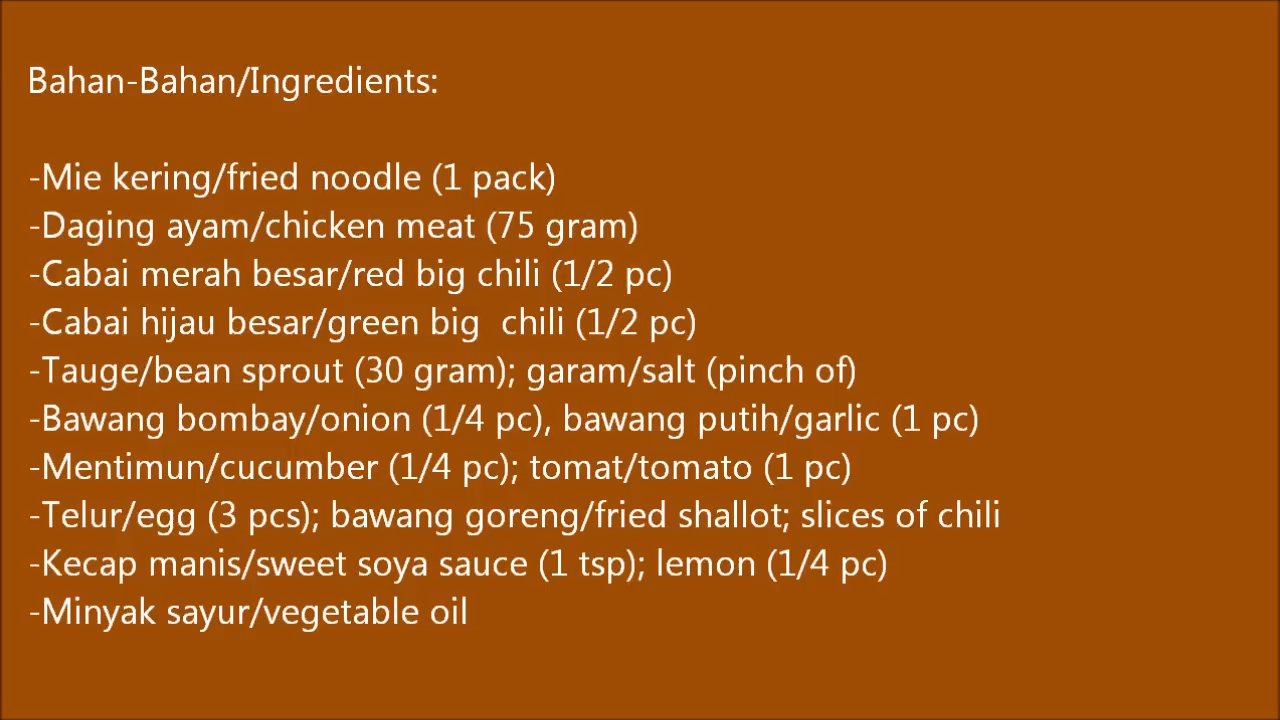 Bahan-Bahan/Ingredients:
-Mie kering/fried noodle (1 pack)
-Daging ayam/chicken meat (75 gram)
-Cabai merah besar/red big chili (1/2 pc)
-Cabai hijau besar/green big  chili (1/2 pc)
-Tauge/bean sprout (30 gram); garam/salt (pinch of)
-Bawang bombay/onion (1/4 pc), bawang putih/garlic (1 pc)
-Mentimun/cucumber (1/4 pc); tomat/tomato (1 pc)
-Telur/egg (3 pcs); bawang goreng/fried shallot; slices of chili
-Kecap manis/sweet soya sauce (1 tsp); lemon (1/4 pc)
-Minyak sayur/vegetable oil